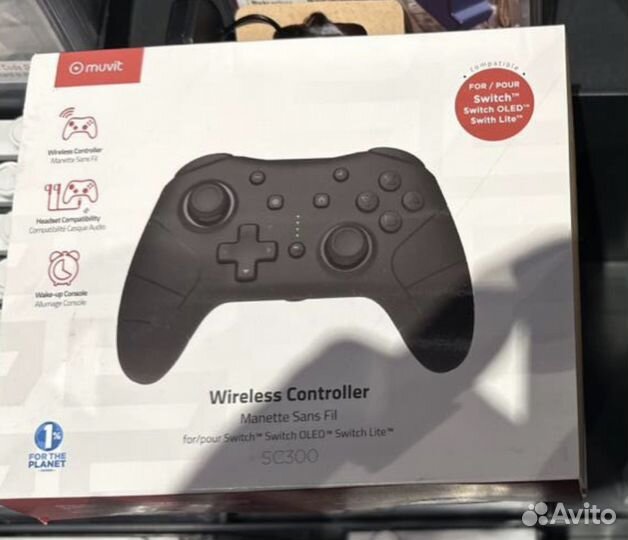 muvit
Wireless Controller
Manette Sans Fil
Headset Compatibility
Compatibilité Casque Audio
Wake-up Console
Allumage Console
compatible
FOR / POUR
Switch™
Switch OLED™
Swith Lite™
Wireless Controller
Manette Sans Fil
for/pour Switch™ Switch OLED™ Switch Lite™
SC300
1%
FOR THE
PLANET
Avito